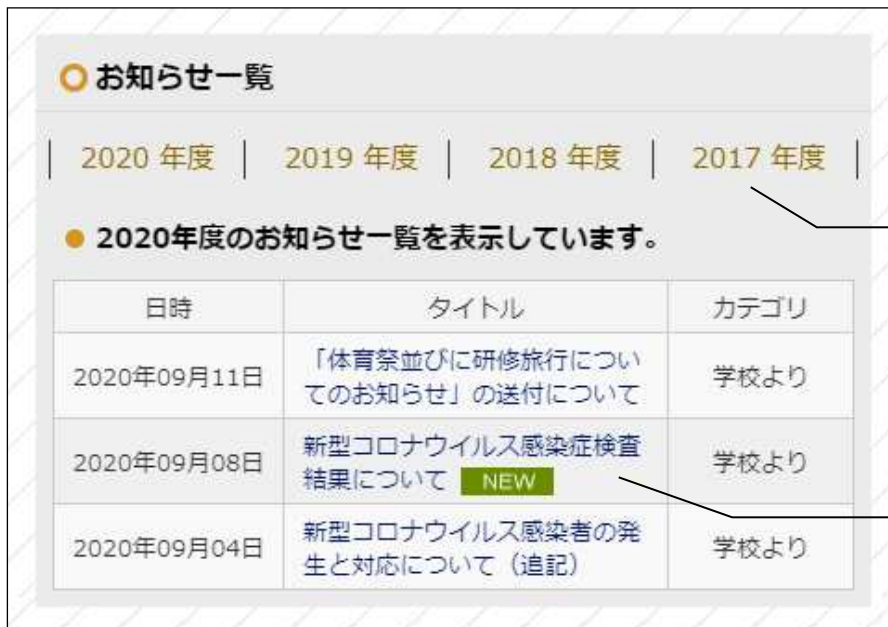 お知らせ一覧
2020 年度 | 2019 年度 | 2018 年度 | 2017 年度
2020年度のお知らせ一覧を表示しています。
日時 タイトル カテゴリ
2020年09月11日 「体育祭並びに研修旅行につい 学校より
てのお知らせ」の送付について
2020年09月08日 新型コロナウイルス感染症検査 学校より
結果について NEW
2020年09月04日 新型コロナウイルス感染者の発 学校より
生と対応について（追記）